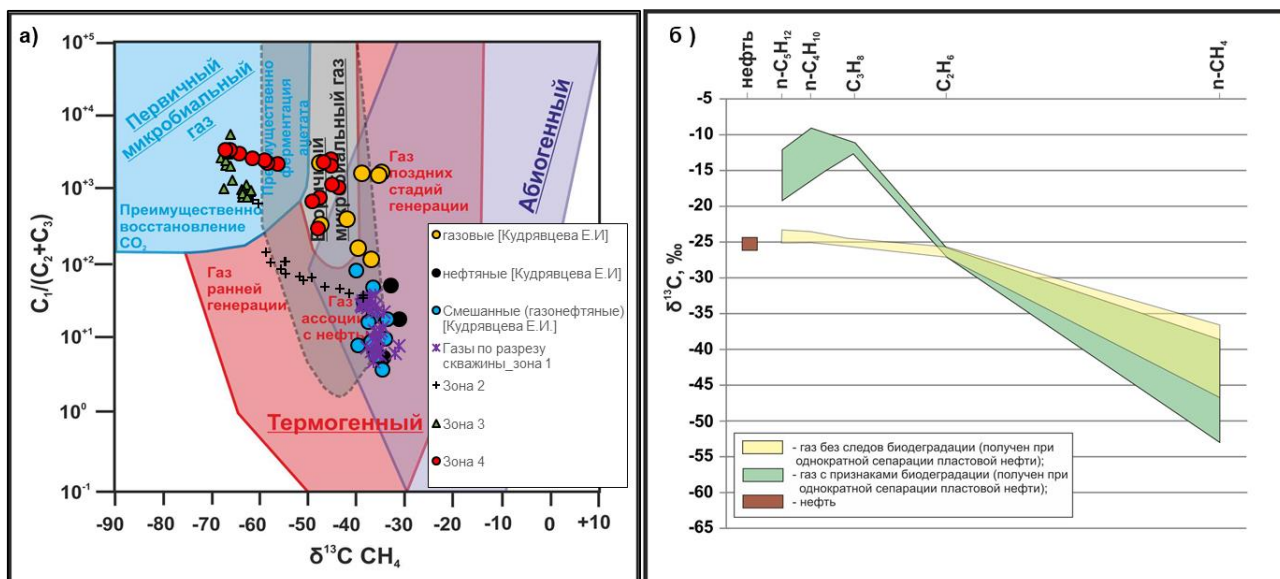 а)
10⁺⁵
10⁺⁴
10⁺³
10⁺²
10⁺¹
10⁰
10⁻¹
C₁/(C₂+C₃)
-90
-80
-70
-60
-50
-40
-30
-20
-10
0
+10
δ¹³C CH₄
Первичный
микробиальный
газ
Преимущественно
ферментация
ацетата
Вторичный
микробиальный газ
Преимущественно
восстановление
CO₂
Газ
поздних
стадий
генерации
Абиогенный
Газ
ранней
генерации
Газ
ассоции
с нефть
Термогенный
газовые [Кудрявцева Е.И]
нефтяные [Кудрявцева Е.И]
Смешанные (газонефтяные)
[Кудрявцева Е.И.]
Газы по разрезу
скважины_зона 1
Зона 2
Зона 3
Зона 4
б )
нефть
n-C₅H₁₂
n-C₄H₁₀
C₃H₈
C₂H₆
n-CH₄
δ¹³C, ‰
-5
-10
-15
-20
-25
-30
-35
-40
-45
-50
-55
-60
-65
- газ без следов биодеградации (получен при
однократной сепарации пластовой нефти);
- газ с признаками биодеградации (получен при
однократной сепарации пластовой нефти);
- нефть